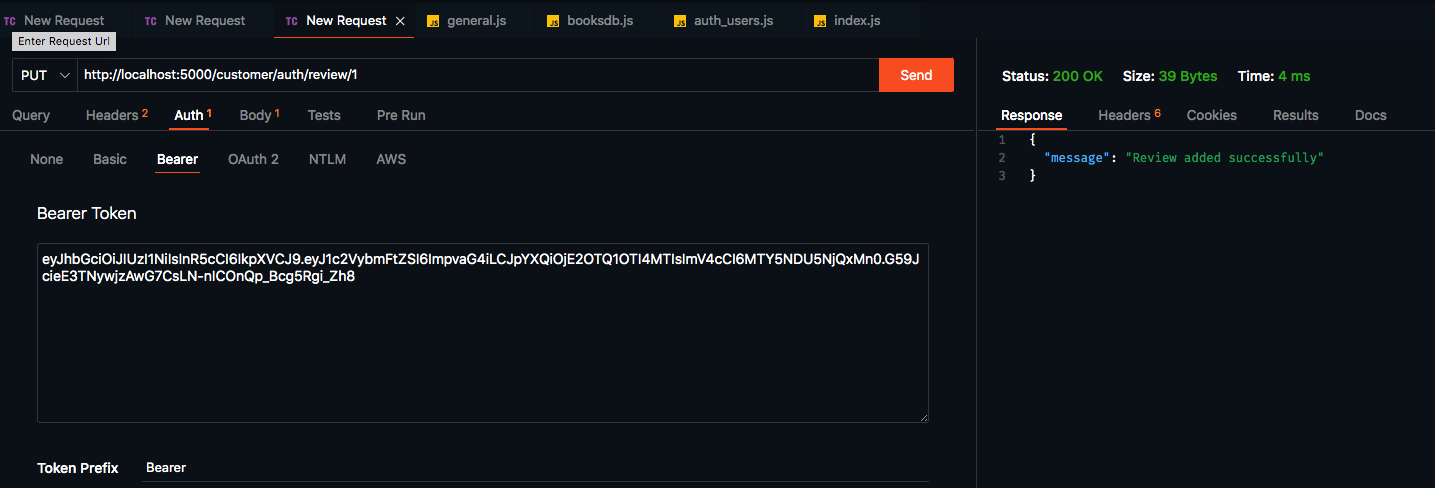 TC New Request TC New Request TC New Request × JS general.js JS booksdb.js JS auth_users.js JS index.js
Enter Request Url
PUT http://localhost:5000/customer/auth/review/1 Send
Status: 200 OK Size: 39 Bytes Time: 4 ms
Query Headers 2 Auth 1 Body 1 Tests Pre Run
Response Headers 6 Cookies Results Docs
None Basic Bearer OAuth 2 NTLM AWS
1 {
2 "message": "Review added successfully"
3 }
Bearer Token
eyJhbGciOiJIUzI1NiIsInR5cCI6IkpXVCJ9.eyJ1c2VybmFtZSI6ImpvaG4iLCJpYXQiOjE2OTQ1OTI4MTIsImV4cCI6MTY5NDU5NjQxMn0.G59J
cieE3TNywjzAwG7CsLN-nICOnQp_Bcg5Rgi_Zh8
Token Prefix Bearer